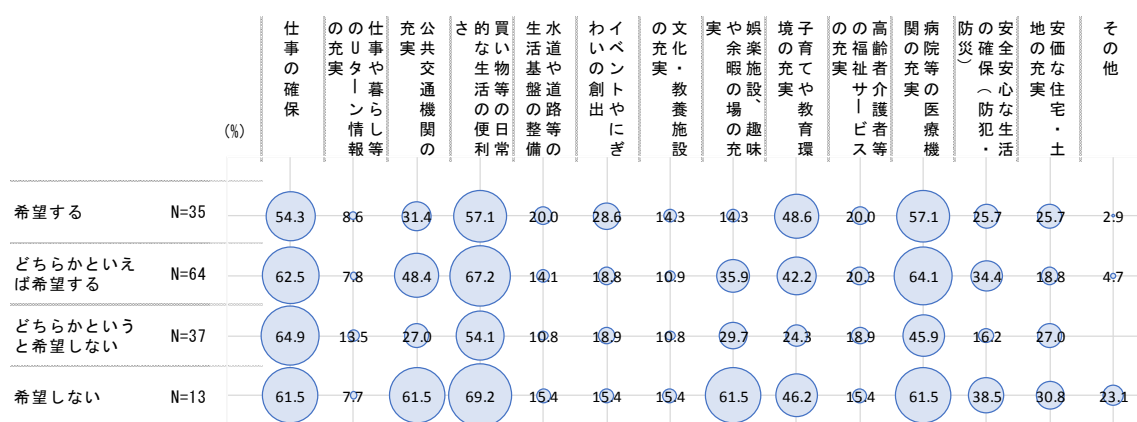 仕事の確保
仕事や暮らし等
のUターン情報
の充実
公共交通機関の
充実
買い物等の日常
的な生活の便利
さ
水道や道路等の
生活基盤の整備
イベントやにぎ
わいの創出
文化・教養施設
の充実
娯楽施設、趣味
や余暇の場の充
実
子育てや教育環
境の充実
高齢者介護者等
の福祉サービス
の充実
病院等の医療機
関の充実
安全安心な生活
の確保（防犯・
防災）
安価な住宅・土
地の充実
その他
(%)
希望する N=35 54.3 8.6 31.4 57.1 20.0 28.6 14.3 14.3 48.6 20.0 57.1 25.7 25.7 2.9
どちらかといえ
ば希望する N=64 62.5 7.8 48.4 67.2 14.1 18.8 10.9 35.9 42.2 20.3 64.1 34.4 18.8 4.7
どちらかという
と希望しない N=37 64.9 13.5 27.0 54.1 10.8 18.9 10.8 29.7 24.3 18.9 45.9 16.2 27.0
希望しない N=13 61.5 7.7 61.5 69.2 15.4 15.4 15.4 61.5 46.2 15.4 61.5 38.5 30.8 23.1